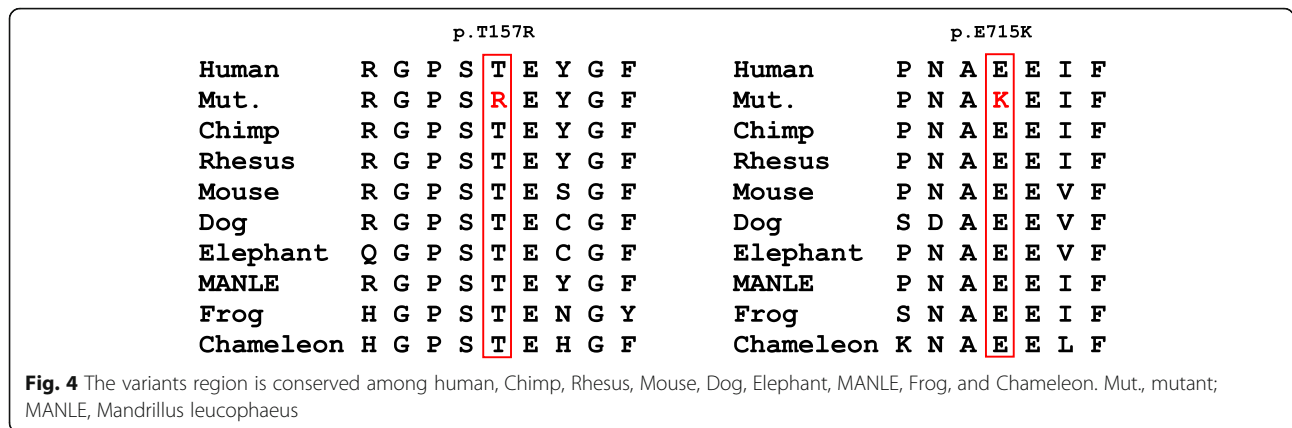 p.T157R
Human R G P S T E Y G F
Mut. R G P S R E Y G F
Chimp R G P S T E Y G F
Rhesus R G P S T E Y G F
Mouse R G P S T E S G F
Dog R G P S T E C G F
Elephant Q G P S T E C G F
MANLE R G P S T E Y G F
Frog H G P S T E N G Y
Chameleon H G P S T E H G F
p.E715K
Human P N A E E I F
Mut. P N A K E I F
Chimp P N A E E I F
Rhesus P N A E E I F
Mouse P N A E E V F
Dog S D A E E V F
Elephant P N A E E V F
MANLE P N A E E I F
Frog S N A E E I F
Chameleon K N A E E L F
Fig. 4 The variants region is conserved among human, Chimp, Rhesus, Mouse, Dog, Elephant, MANLE, Frog, and Chameleon. Mut., mutant;
MANLE, Mandrillus leucophaeus